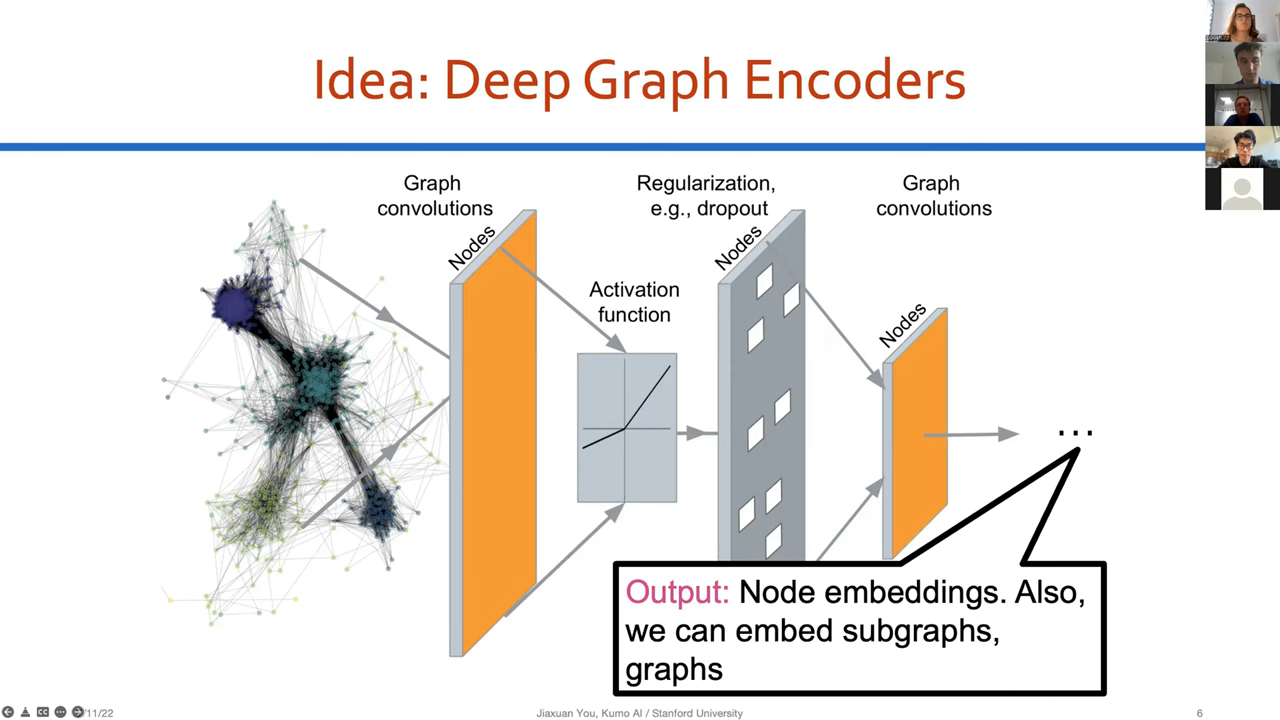 Idea: Deep Graph Encoders
Graph
convolutions
Regularization,
e.g., dropout
Graph
convolutions
Nodes
Nodes
Activation
function
Nodes
...
Output: Node embeddings. Also,
we can embed subgraphs,
graphs
/11/22
Jiaxuan You, Kumo AI / Stanford University
6